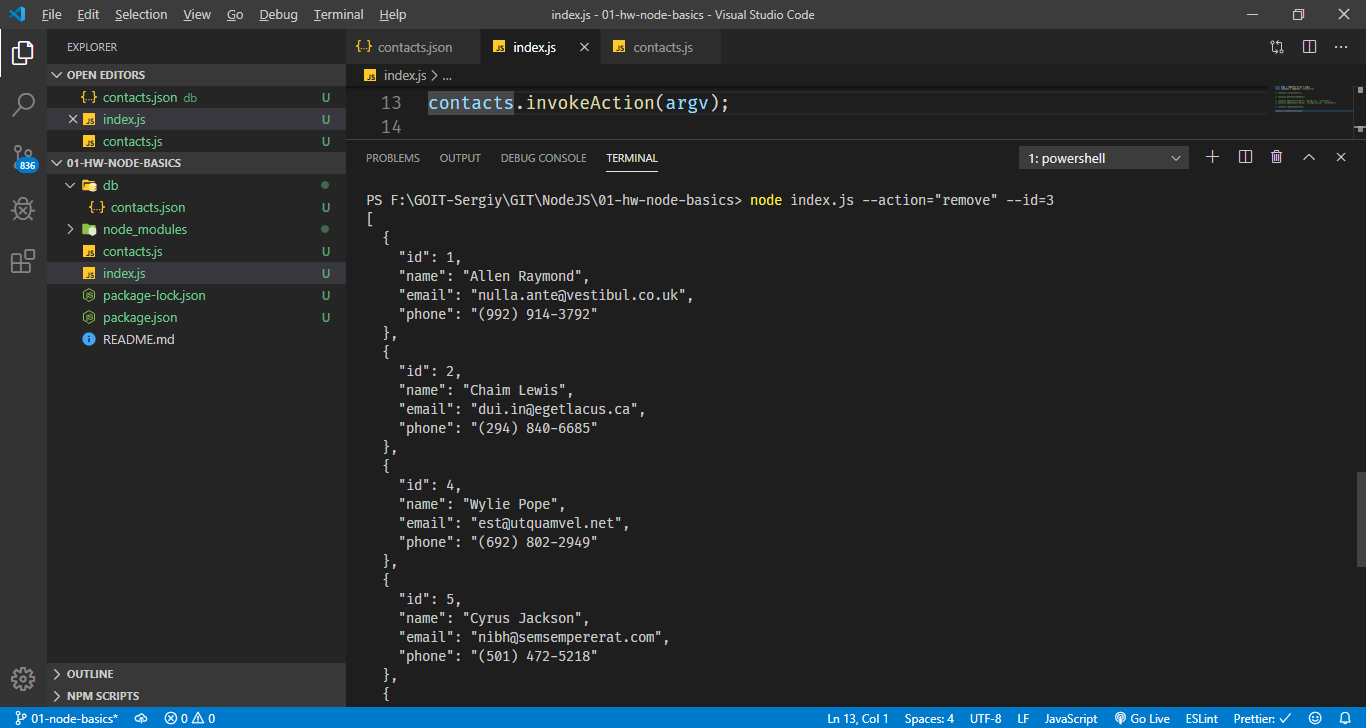 File Edit Selection View Go Debug Terminal Help index.js - 01-hw-node-basics - Visual Studio Code
EXPLORER
OPEN EDITORS
{..} contacts.json db U
JS index.js U
JS contacts.js U
836
01-HW-NODE-BASICS
db
{..} contacts.json U
node_modules
JS contacts.js U
JS index.js U
package-lock.json U
package.json U
README.md
OUTLINE
NPM SCRIPTS
{..} contacts.json JS index.js JS contacts.js
JS index.js > ...
13 contacts.invokeAction(argv);
14
PROBLEMS OUTPUT DEBUG CONSOLE TERMINAL 1: powershell
PS F:\GOIT-Sergiy\GIT\NodeJS\01-hw-node-basics> node index.js --action="remove" --id=3
[
{
"id": 1,
"name": "Allen Raymond",
"email": "nulla.ante@vestibul.co.uk",
"phone": "(992) 914-3792"
},
{
"id": 2,
"name": "Chaim Lewis",
"email": "dui.in@egetlacus.ca",
"phone": "(294) 840-6685"
},
{
"id": 4,
"name": "Wylie Pope",
"email": "est@utquamvel.net",
"phone": "(692) 802-2949"
},
{
"id": 5,
"name": "Cyrus Jackson",
"email": "nibh@semsempererat.com",
"phone": "(501) 472-5218"
},
{
01-node-basics* 0 0 Ln 13, Col 1 Spaces: 4 UTF-8 LF JavaScript Go Live ESLint Prettier: ✓